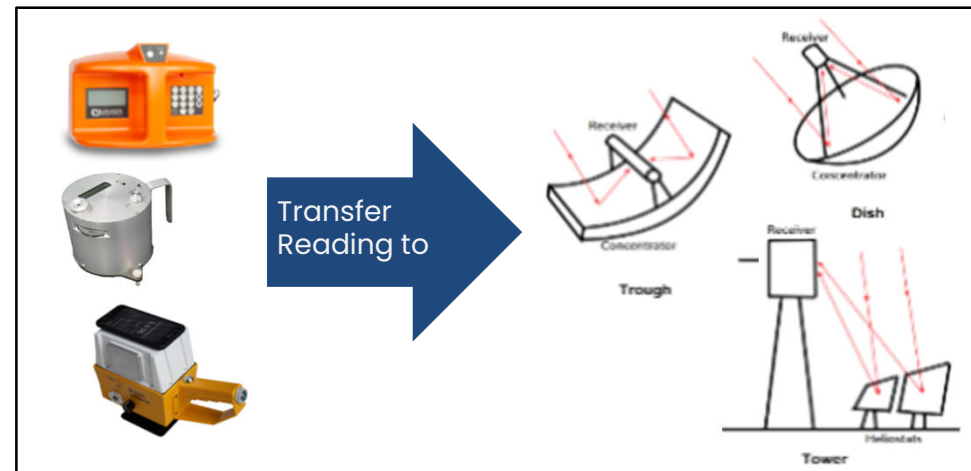 Transfer
Reading to
Receiver
Concentrator
Trough
Receiver
Concentrator
Dish
Receiver
Heliostats
Tower